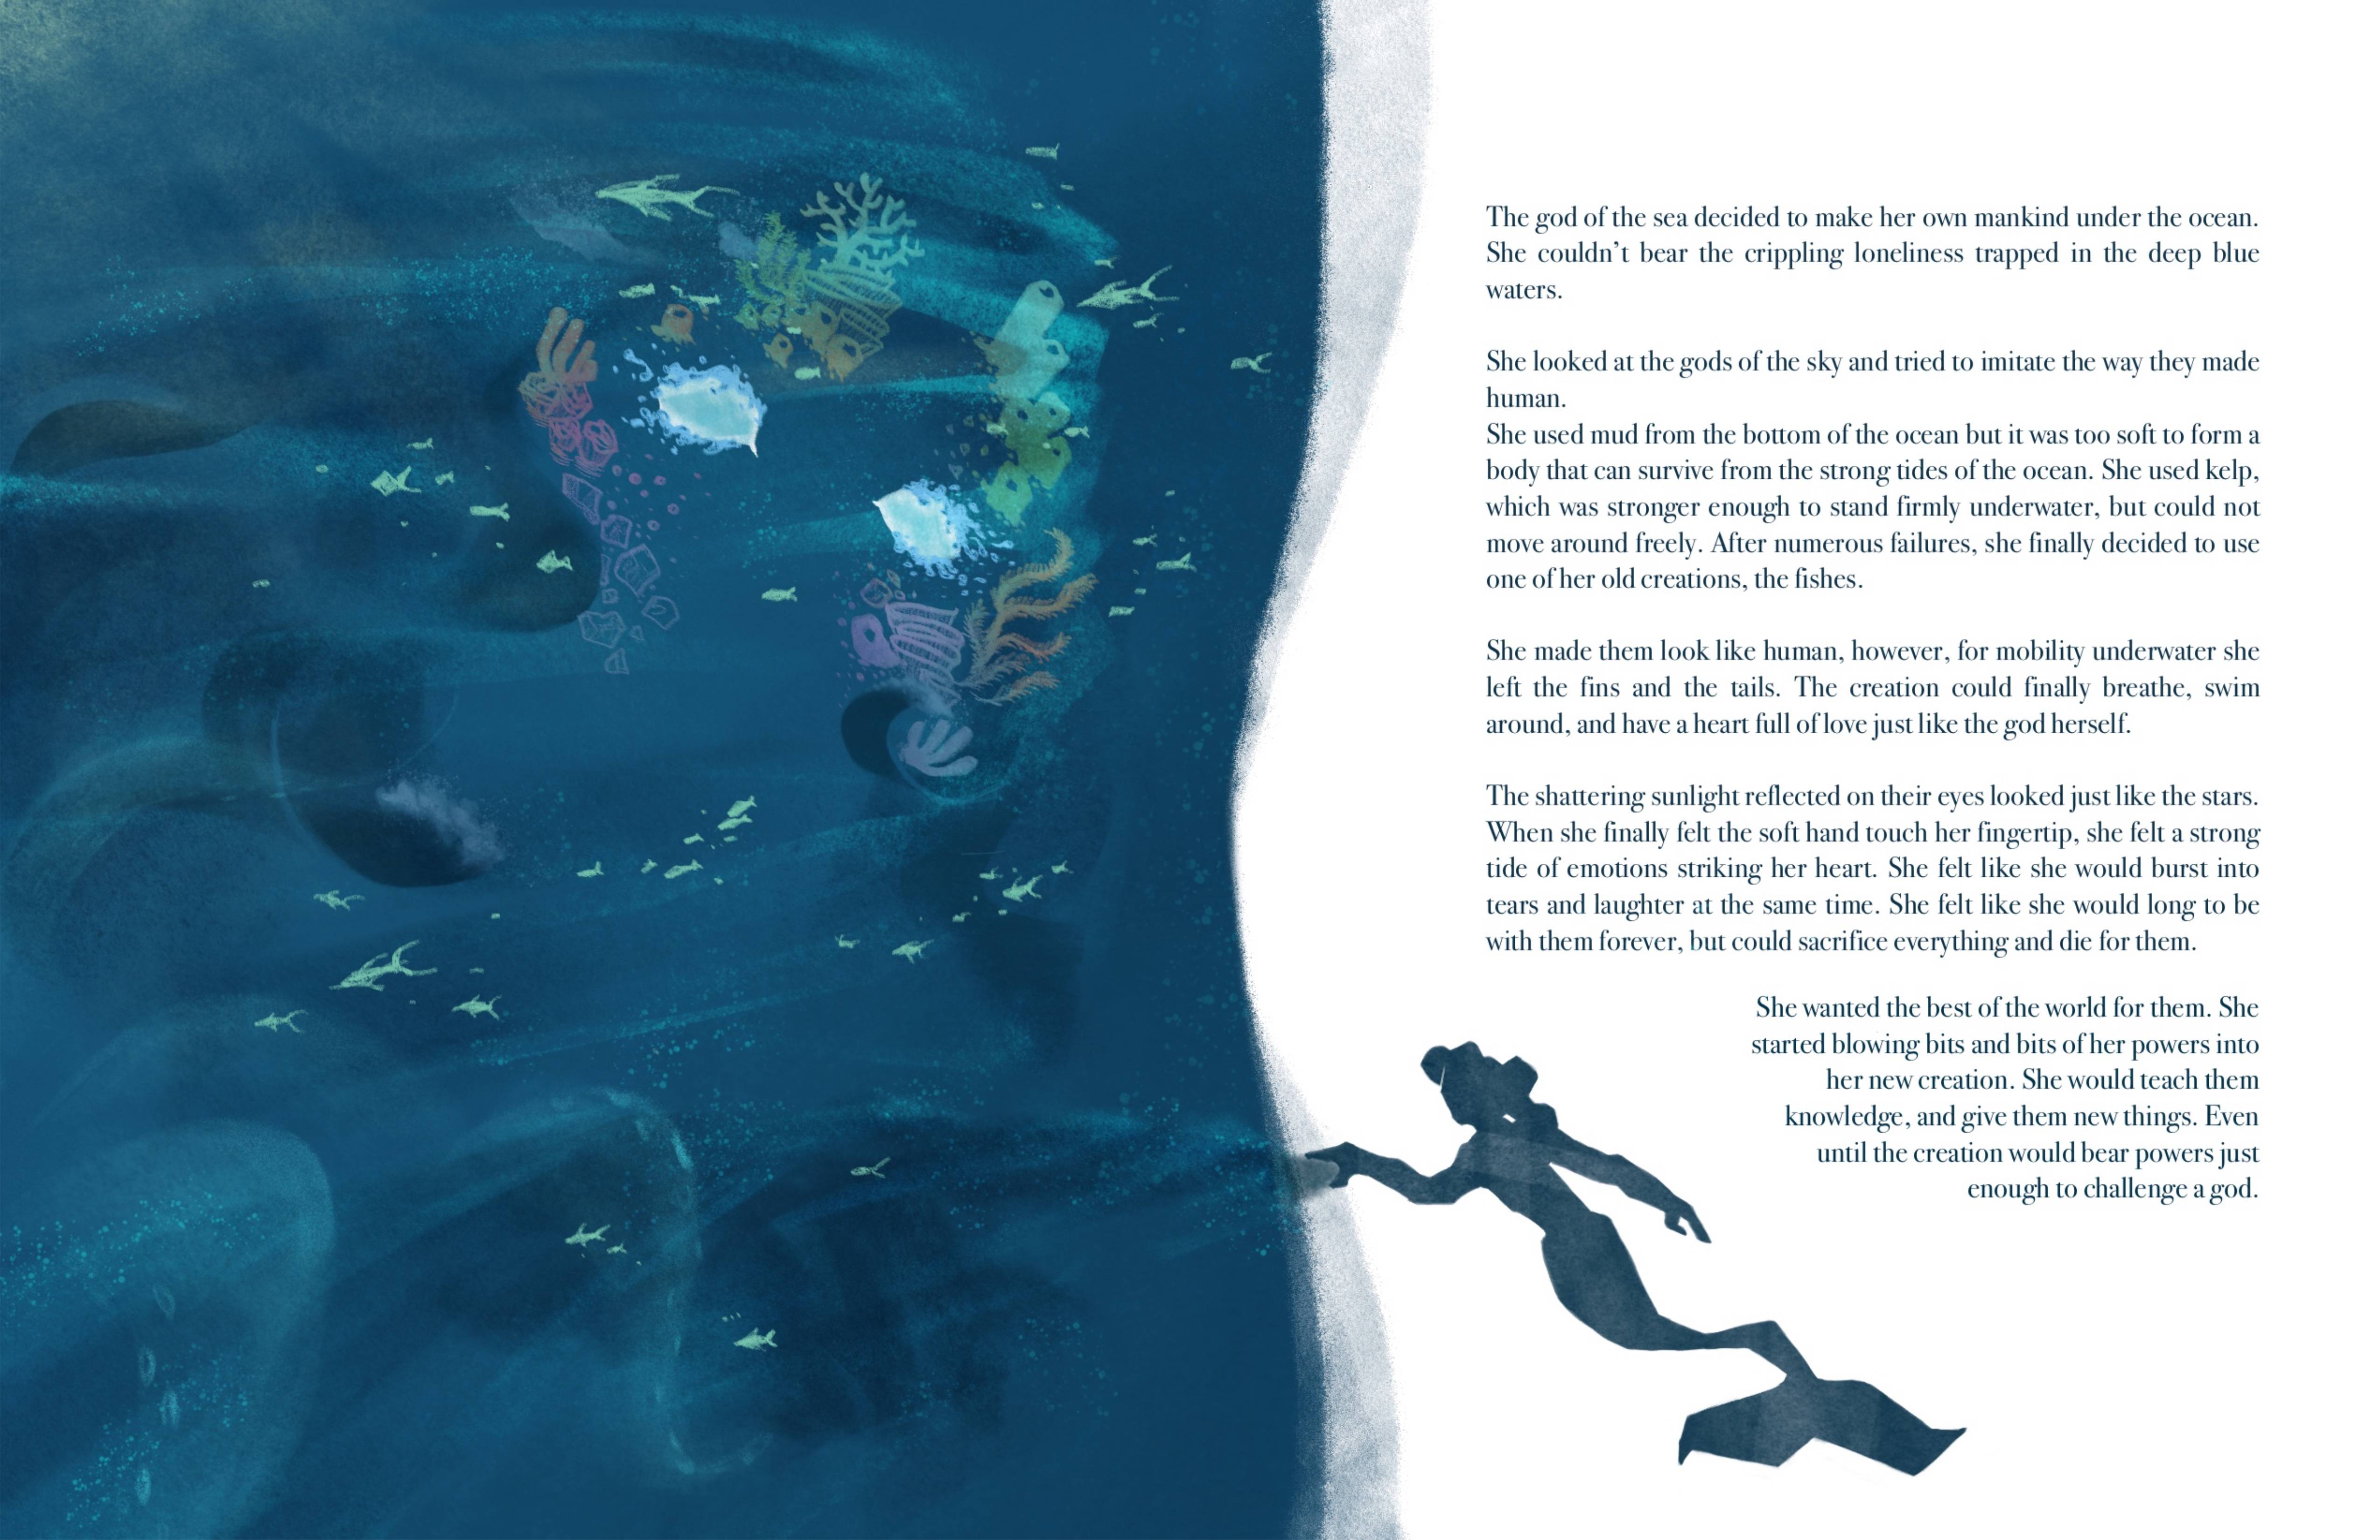 The god of the sea decided to make her own mankind under the ocean.
She couldn't bear the crippling loneliness trapped in the deep blue
waters.
She looked at the gods of the sky and tried to imitate the way they made
human.
She used mud from the bottom of the ocean but it was too soft to form a
body that can survive from the strong tides of the ocean. She used kelp,
which was stronger enough to stand firmly underwater, but could not
move around freely. After numerous failures, she finally decided to use
one of her old creations, the fishes.
She made them look like human, however, for mobility underwater she
left the fins and the tails. The creation could finally breathe, swim
around, and have a heart full of love just like the god herself.
The shattering sunlight reflected on their eyes looked just like the stars.
When she finally felt the soft hand touch her fingertip, she felt a strong
tide of emotions striking her heart. She felt like she would burst into
tears and laughter at the same time. She felt like she would long to be
with them forever, but could sacrifice everything and die for them.
She wanted the best of the world for them. She
started blowing bits and bits of her powers into
her new creation. She would teach them
knowledge, and give them new things. Even
until the creation would bear powers just
enough to challenge a god.